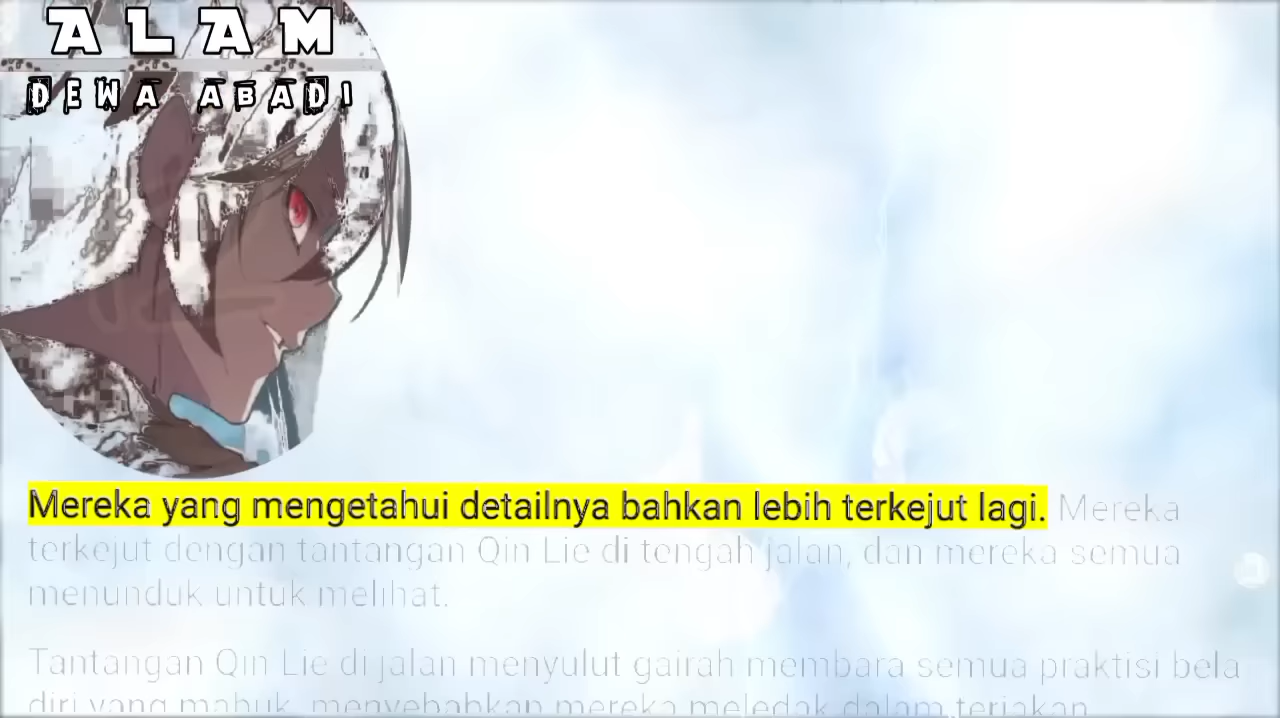 ALAM
DEWA ABADI
Mereka yang mengetahui detailnya bahkan lebih terkejut lagi. Mereka
terkejut dengan tantangan Qin Lie di tengah jalan, dan mereka semua
menunduk untuk melihat.
Tantangan Qin Lie di jalan menyulut gairah membara semua praktisi bela
diri yang mabuk, menyebabkan mereka meledak dalam teriakan